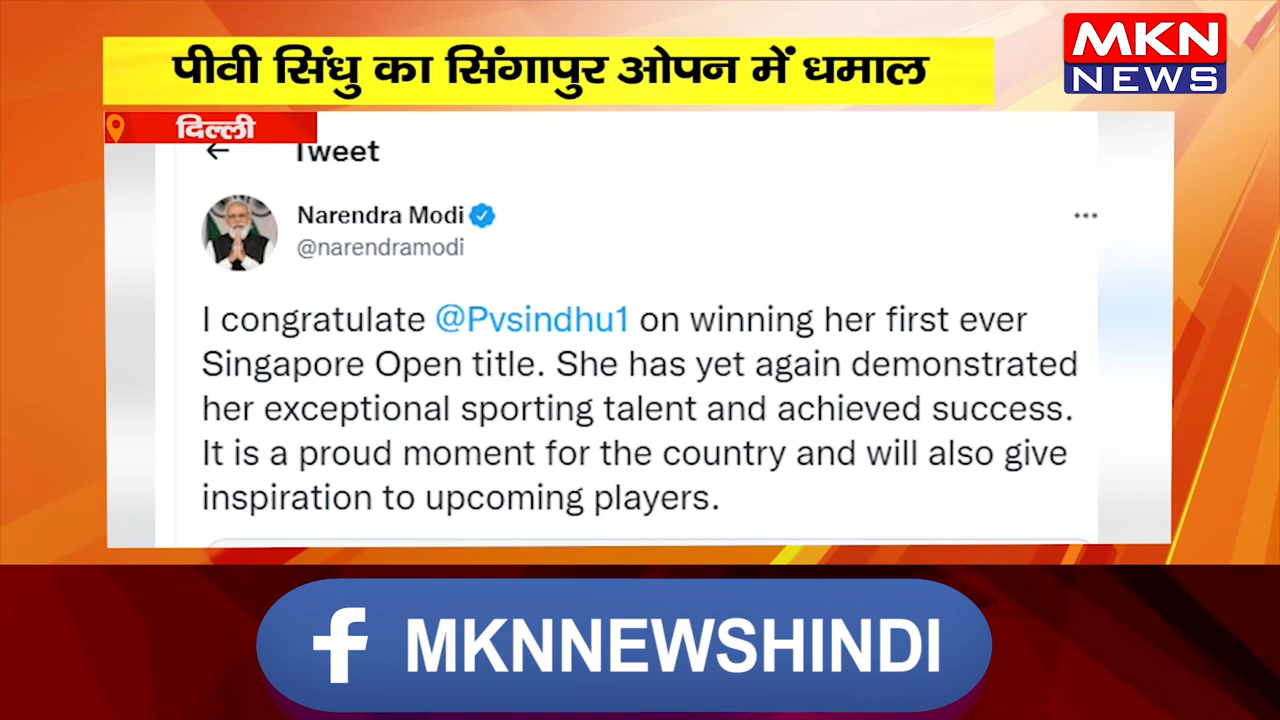 पीवी सिंधु का सिंगापुर ओपन में धमाल
MKN
NEWS
दिल्ली
Tweet
Narendra Modi
@narendramodi
I congratulate @Pvsindhu1 on winning her first ever
Singapore Open title. She has yet again demonstrated
her exceptional sporting talent and achieved success.
It is a proud moment for the country and will also give
inspiration to upcoming players.
MKNNEWSHINDI